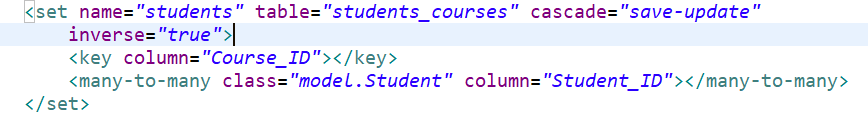 <set name="students" table="students_courses" cascade="save-update"
inverse="true">
<key column="Course_ID"></key>
<many-to-many class="model.Student" column="Student_ID"></many-to-many>
</set>